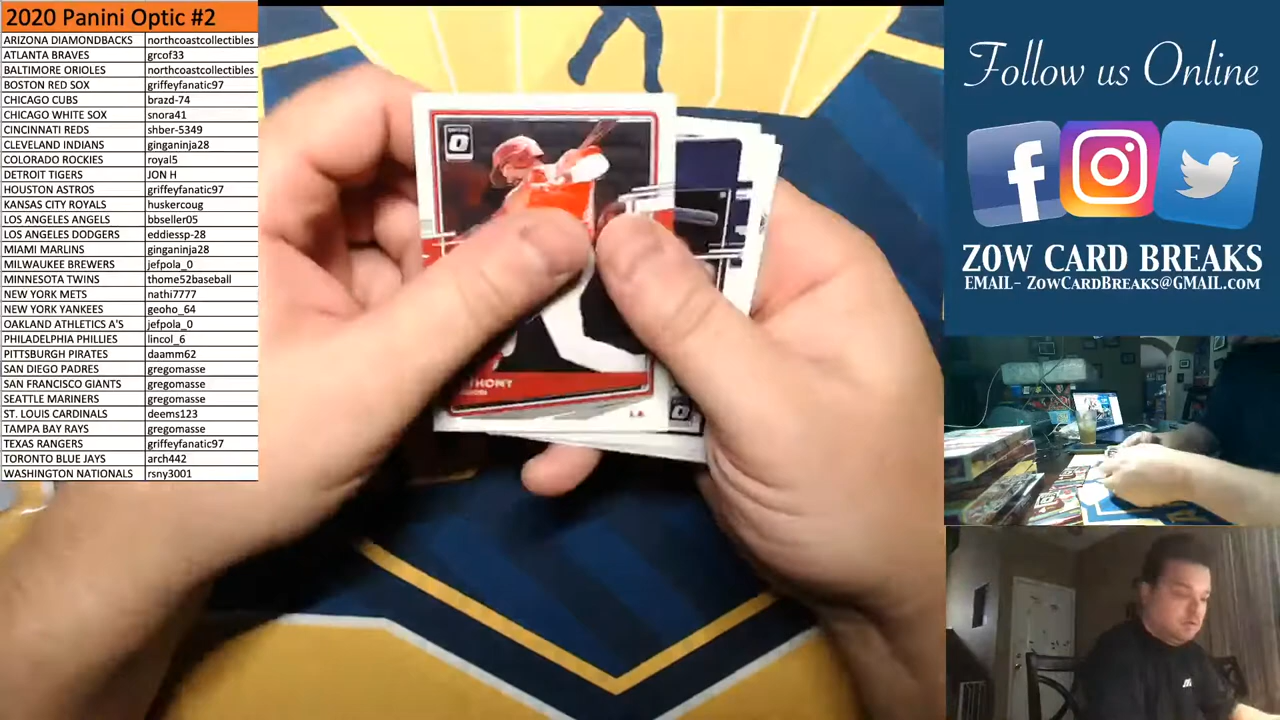 2020 Panini Optic #2
ARIZONA DIAMONDBACKS northcoastcollectibles
ATLANTA BRAVES grcof33
BALTIMORE ORIOLES northcoastcollectibles
BOSTON RED SOX griffeyfanatic97
CHICAGO CUBS brazd-74
CHICAGO WHITE SOX snora41
CINCINNATI REDS shber-5349
CLEVELAND INDIANS ginganinja28
COLORADO ROCKIES royal5
DETROIT TIGERS JON H
HOUSTON ASTROS griffeyfanatic97
KANSAS CITY ROYALS huskercoug
LOS ANGELES ANGELS bbseller05
LOS ANGELES DODGERS eddiessp-28
MIAMI MARLINS ginganinja28
MILWAUKEE BREWERS jefpola_0
MINNESOTA TWINS thome52baseball
NEW YORK METS nathi7777
NEW YORK YANKEES geoho_64
OAKLAND ATHLETICS A'S jefpola_0
PHILADELPHIA PHILLIES lincol_6
PITTSBURGH PIRATES daamm62
SAN DIEGO PADRES gregomasse
SAN FRANCISCO GIANTS gregomasse
SEATTLE MARINERS gregomasse
ST. LOUIS CARDINALS deems123
TAMPA BAY RAYS gregomasse
TEXAS RANGERS griffeyfanatic97
TORONTO BLUE JAYS arch442
WASHINGTON NATIONALS rsny3001
Follow us Online
ZOW CARD BREAKS
EMAIL- ZOWCARDBREAKS@GMAIL.COM